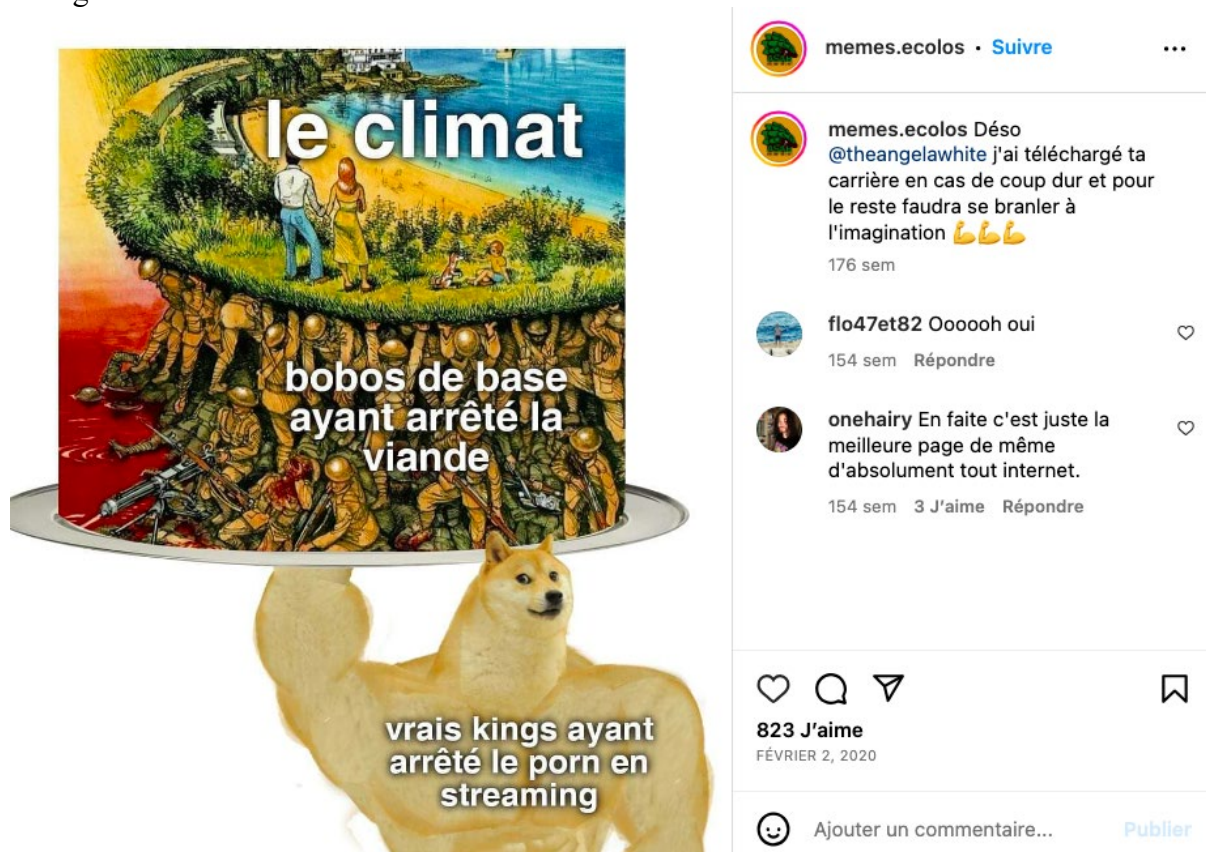 le climat
bobos de base
ayant arrêté la
viande
vrais kings ayant
arrêté le porn en
streaming
memes.ecolos • Suivre
memes.ecolos Déso
@theangelawhite j'ai téléchargé ta
carrière en cas de coup dur et pour
le reste faudra se branler à
l'imagination 💪💪💪
176 sem
flo47et82 Oooooh oui
154 sem Répondre
onehairy En faite c'est juste la
meilleure page de même
d'absolument tout internet.
154 sem 3 J'aime Répondre
823 J'aime
FÉVRIER 2, 2020
Ajouter un commentaire... Publier